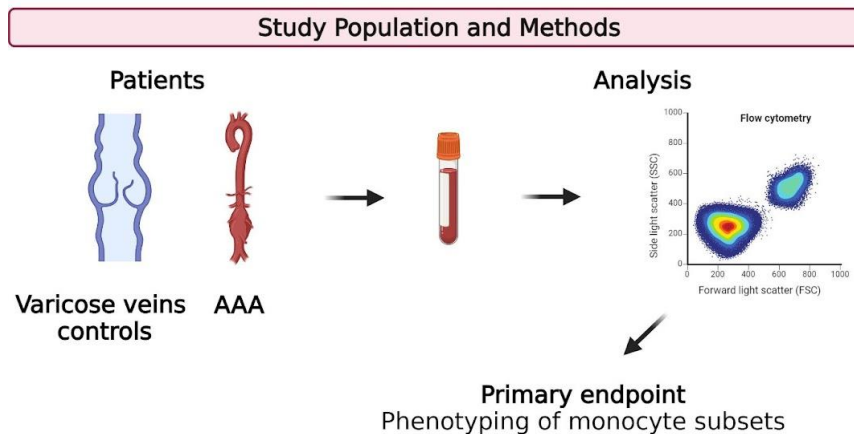 Study Population and Methods
Patients
Analysis
Varicose veins
controls
AAA
Flow cytometry
Side light scatter (SSC)
1000
800
600
400
200
0
0 200 400 600 800 1000
Forward light scatter (FSC)
Primary endpoint
Phenotyping of monocyte subsets